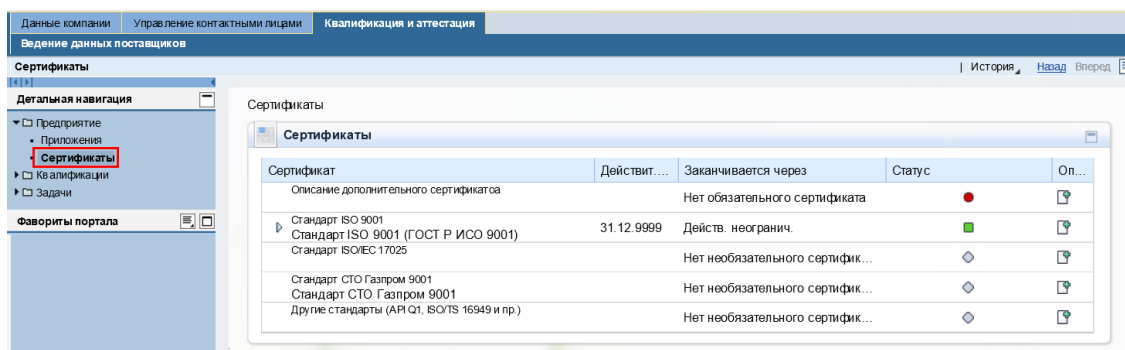 Данные компании Управление контактными лицами Квалификация и аттестация
Ведение данных поставщиков
Сертификаты | История Назад Вперед
Детальная навигация
Предприятие
• Приложения
• Сертификаты
Квалификации
Задачи
Фавориты портала
Сертификаты
Сертификаты
Сертификат Действит.... Заканчивается через Статус Оп...
Описание дополнительного сертификатоа
Нет обязательного сертификата
Стандарт ISO 9001
Стандарт ISO 9001 (ГОСТ Р ИСО 9001) 31.12.9999 Действ. неогранич.
Стандарт ISO/IEC 17025
Нет необязательного сертифик...
Стандарт СТО Газпром 9001
Стандарт СТО Газпром 9001 Нет необязательного сертифик...
Другие стандарты (API Q1, ISO/TS 16949 и пр.)
Нет необязательного сертифик...